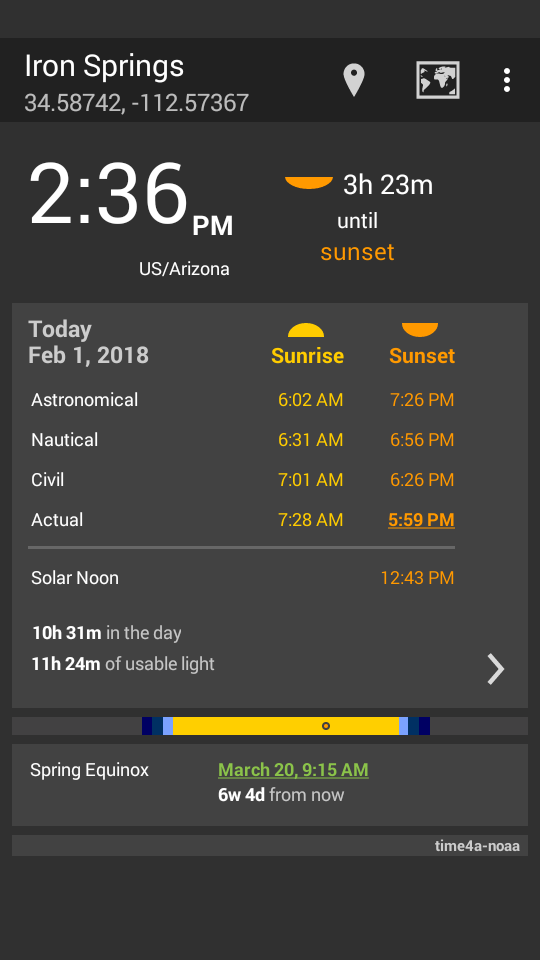 Iron Springs
34.58742, -112.57367
2:36 PM
3h 23m
until
sunset
US/Arizona
Today
Feb 1, 2018
Sunrise Sunset
Astronomical 6:02 AM 7:26 PM
Nautical 6:31 AM 6:56 PM
Civil 7:01 AM 6:26 PM
Actual 7:28 AM 5:59 PM
Solar Noon 12:43 PM
10h 31m in the day
11h 24m of usable light
Spring Equinox March 20, 9:15 AM
6w 4d from now
time4a-noaa